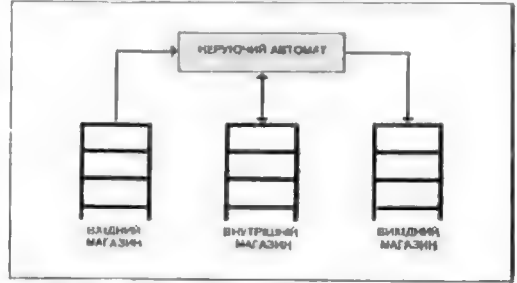 КЕРУЮЧИЙ АВТОМАТ
ВХІДНИЙ
МАГАЗИН
ВНУТРІШНІЙ
МАГАЗИН
ВИХІДНИЙ
МАГАЗИН